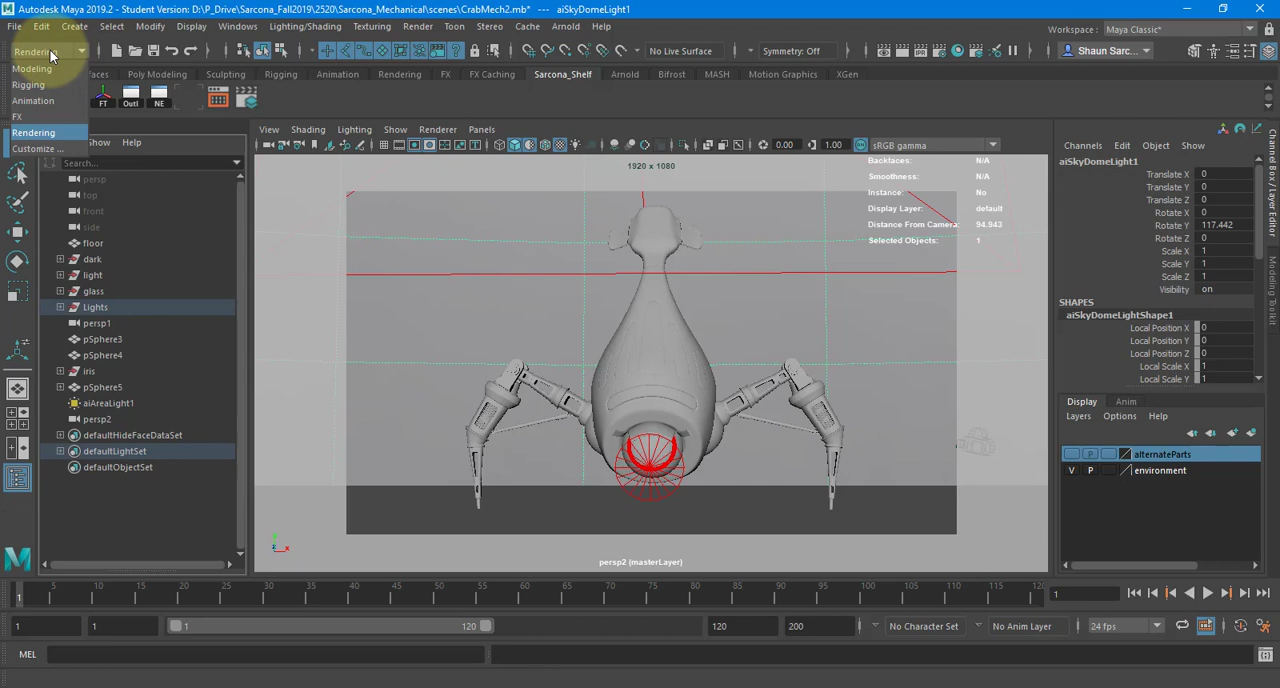 Autodesk Maya 2019.2 - Student Version: D:\P_Drive\Sarcona_Fall2019\2520\Sarcona_Mechanical\scenes\CrabMech2.mb* --- aiSkyDomeLight1
File Edit Create Select Modify Display Windows Lighting/Shading Texturing Render Toon Stereo Cache Arnold Help
Workspace: Maya Classic*
Rendering
No Live Surface
Symmetry: Off
Shaun Sarc...
Modeling
Rigging
Animation
FX
Rendering
Customize ...
Poly Modeling Sculpting Rigging Animation Rendering FX FX Caching Sarcona_Shelf Arnold Bifrost MASH Motion Graphics XGen
FT Outl NE
Show Help
Search...
persp
top
front
side
floor
dark
light
glass
Lights
persp1
pSphere3
pSphere4
iris
pSphere5
aiAreaLight1
persp2
defaultHideFaceDataSet
defaultLightSet
defaultObjectSet
View Shading Lighting Show Renderer Panels
0.00 1.00 sRGB gamma
1920 x 1080
Backfaces: N/A
Smoothness: N/A
Instance: No
Display Layer: default
Distance From Camera: 94.943
Selected Objects: 1
persp2 (masterLayer)
Channels Edit Object Show
aiSkyDomeLight1
Translate X 0
Translate Y 0
Translate Z 0
Rotate X 0
Rotate Y 117.442
Rotate Z 0
Scale X 1
Scale Y 1
Scale Z 1
Visibility on
SHAPES
aiSkyDomeLightShape1
Local Position X 0
Local Position Y 0
Local Position Z 0
Local Scale X 1
Local Scale Y 1
Display Anim
Layers Options Help
P alternateParts
V P environment
Channel Box / Layer Editor
Modeling Toolkit
1 5 10 15 20 25 30 35 40 45 50 55 60 65 70 75 80 85 90 95 100 105 110 115 120
1
1 1 1 120 120 200 No Character Set No Anim Layer 24 fps
MEL